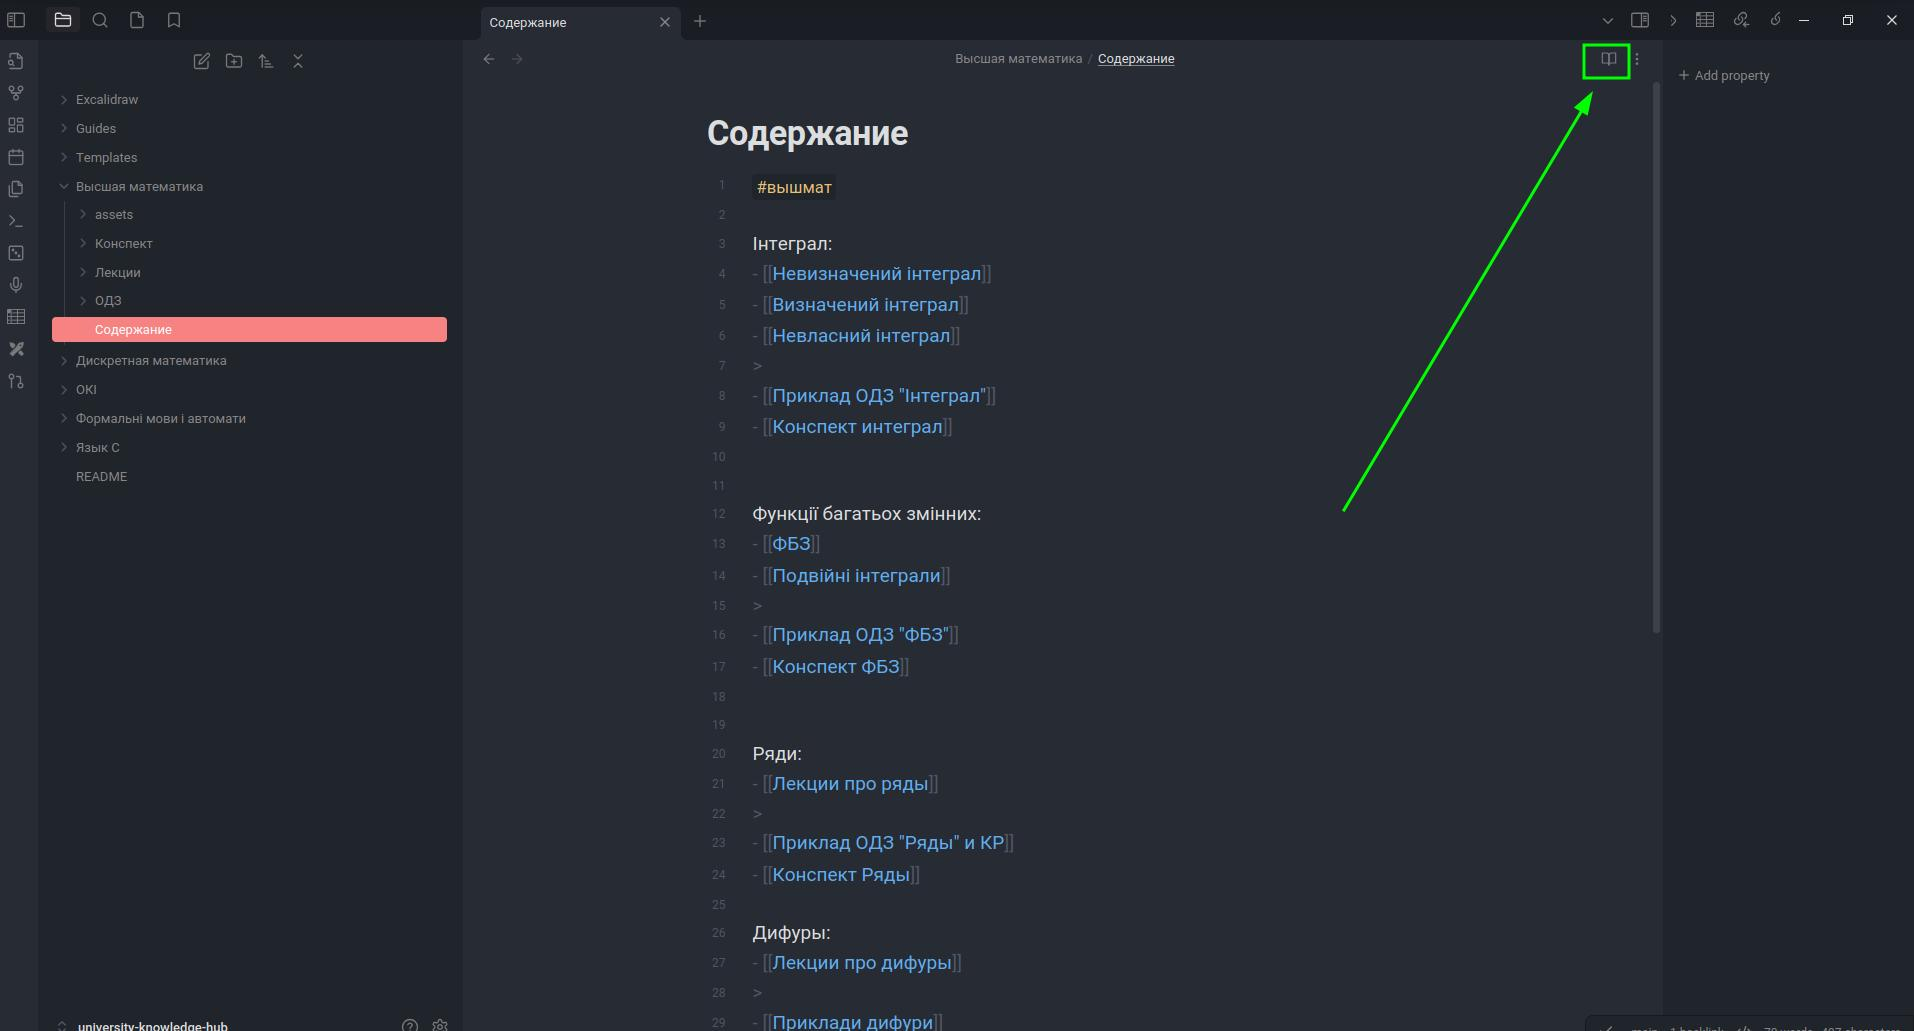 Содержание
Высшая математика / Содержание
Add property
Excalidraw
Guides
Templates
Высшая математика
assets
Конспект
Лекции
ОДЗ
Содержание
Дискретная математика
ОКІ
Формальні мови і автомати
Язык С
README
university-knowledge-hub
Содержание
1 #вышмат
2
3 Інтеграл:
4 - [[Невизначений інтеграл]]
5 - [[Визначений інтеграл]]
6 - [[Невласний інтеграл]]
7 >
8 - [[Приклад ОДЗ "Інтеграл"]]
9 - [[Конспект интеграл]]
10
11
12 Функції багатьох змінних:
13 - [[ФБЗ]]
14 - [[Подвійні інтеграли]]
15 >
16 - [[Приклад ОДЗ "ФБЗ"]]
17 - [[Конспект ФБЗ]]
18
19
20 Ряди:
21 - [[Лекции про ряды]]
22 >
23 - [[Приклад ОДЗ "Ряды" и КР]]
24 - [[Конспект Ряды]]
25
26 Дифуры:
27 - [[Лекции про дифуры]]
28 >
29 - [[Приклади дифури]]